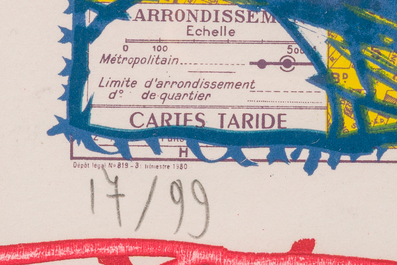 ARRONDISSEM
Echelle
0 100 500
Métropolitain
Limite d'arrondissement
d° de quartier
CARTES TARIDE
Dépôt légal N° 819 - 3e trimestre 1980
17/99